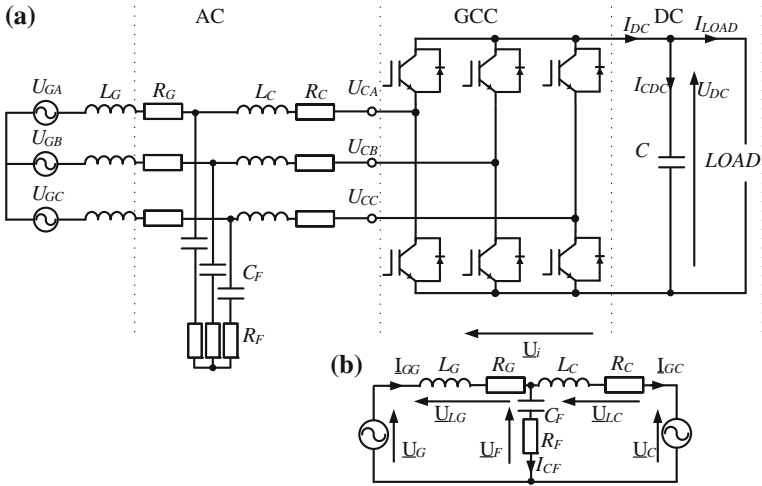 (a) AC GCC DC
I_DC I_LOAD
U_GA L_G R_G L_C R_C U_CA
I_CDC U_DC
U_GB U_CB
C LOAD
U_GC U_CC
C_F
R_F
U_i
(b) I_GG L_G R_G L_C R_C I_GC
U_LG C_F U_LC
U_G U_F R_F U_C
I_CF